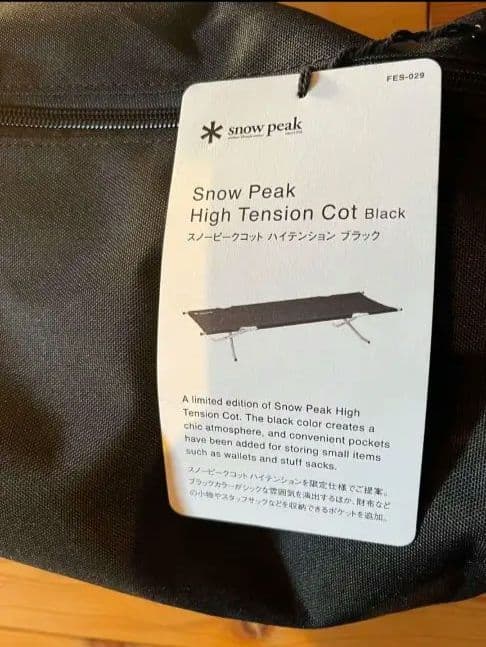 FES-029
snow peak
Snow Peak
High Tension Cot Black
スノーピークコット ハイテンション ブラック
A limited edition of Snow Peak High
Tension Cot. The black color creates a
chic atmosphere, and convenient pockets
have been added for storing small items
such as wallets and stuff sacks.
スノーピークコット ハイテンションを限定仕様でご提案。
ブラックカラーがシックな雰囲気を演出するほか、財布など
の小物やスタッフサックなどを収納できるポケットを追加。